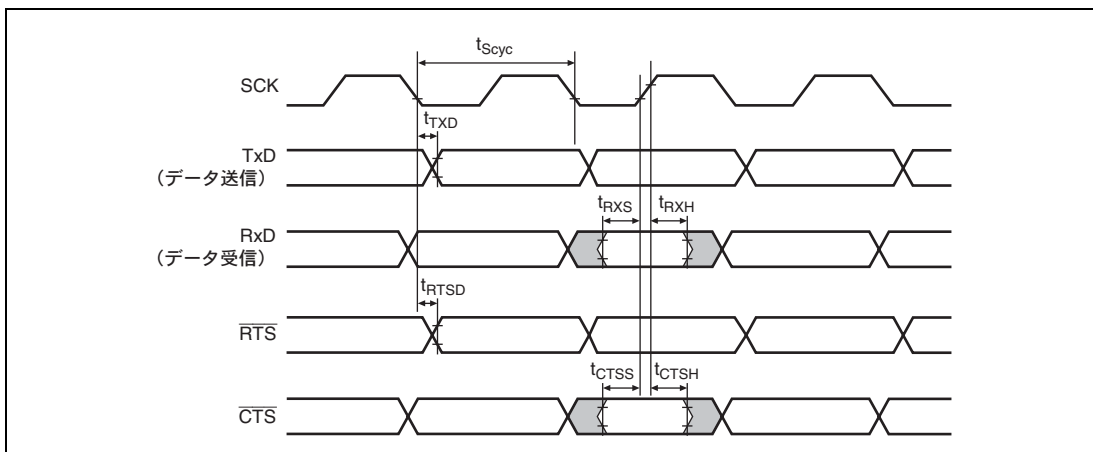 tScyc
SCK
tTXD
TxD
（データ送信）
tRXS tRXH
RxD
（データ受信）
tRTSD
RTS
tCTSS tCTSH
CTS